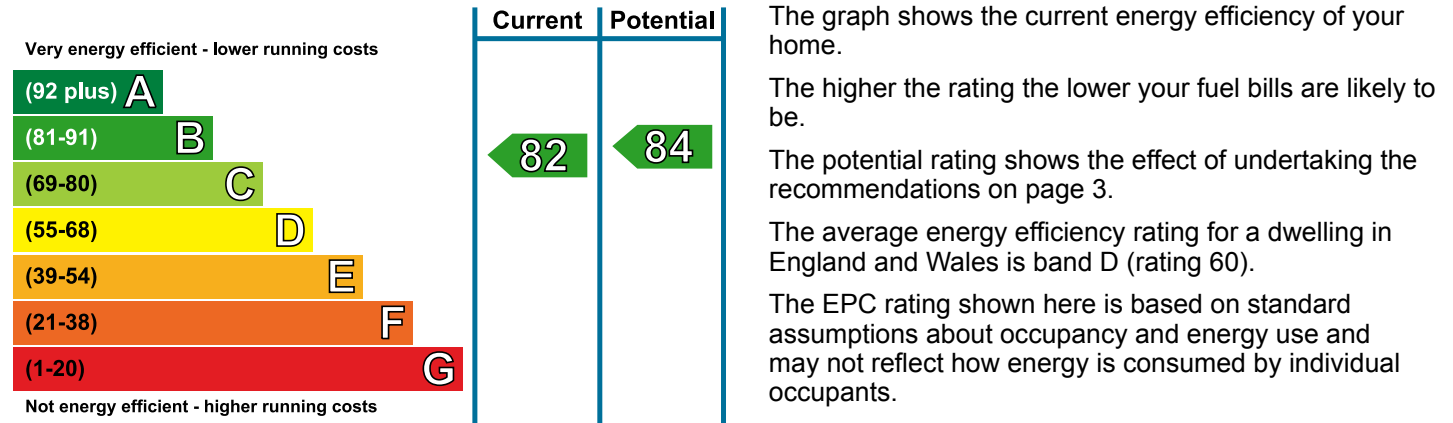 Current Potential
Very energy efficient - lower running costs
(92 plus) A
(81-91) B
82 84
(69-80) C
(55-68) D
(39-54) E
(21-38) F
(1-20) G
Not energy efficient - higher running costs
The graph shows the current energy efficiency of your
home.
The higher the rating the lower your fuel bills are likely to
be.
The potential rating shows the effect of undertaking the
recommendations on page 3.
The average energy efficiency rating for a dwelling in
England and Wales is band D (rating 60).
The EPC rating shown here is based on standard
assumptions about occupancy and energy use and
may not reflect how energy is consumed by individual
occupants.